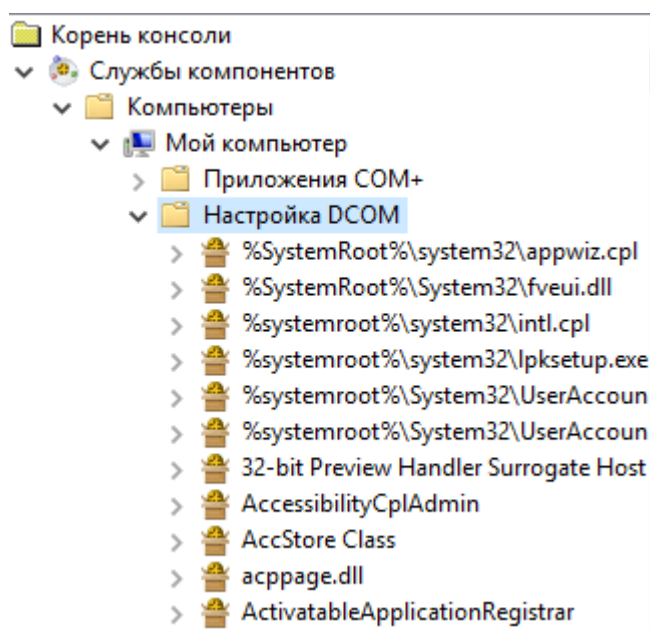 Корень консоли
Службы компонентов
Компьютеры
Мой компьютер
Приложения COM+
Настройка DCOM
%SystemRoot%\system32\appwiz.cpl
%SystemRoot%\System32\fveui.dll
%systemroot%\system32\intl.cpl
%systemroot%\system32\lpksetup.exe
%systemroot%\System32\UserAccoun
%systemroot%\System32\UserAccoun
32-bit Preview Handler Surrogate Host
AccessibilityCplAdmin
AccStore Class
acppage.dll
ActivatableApplicationRegistrar